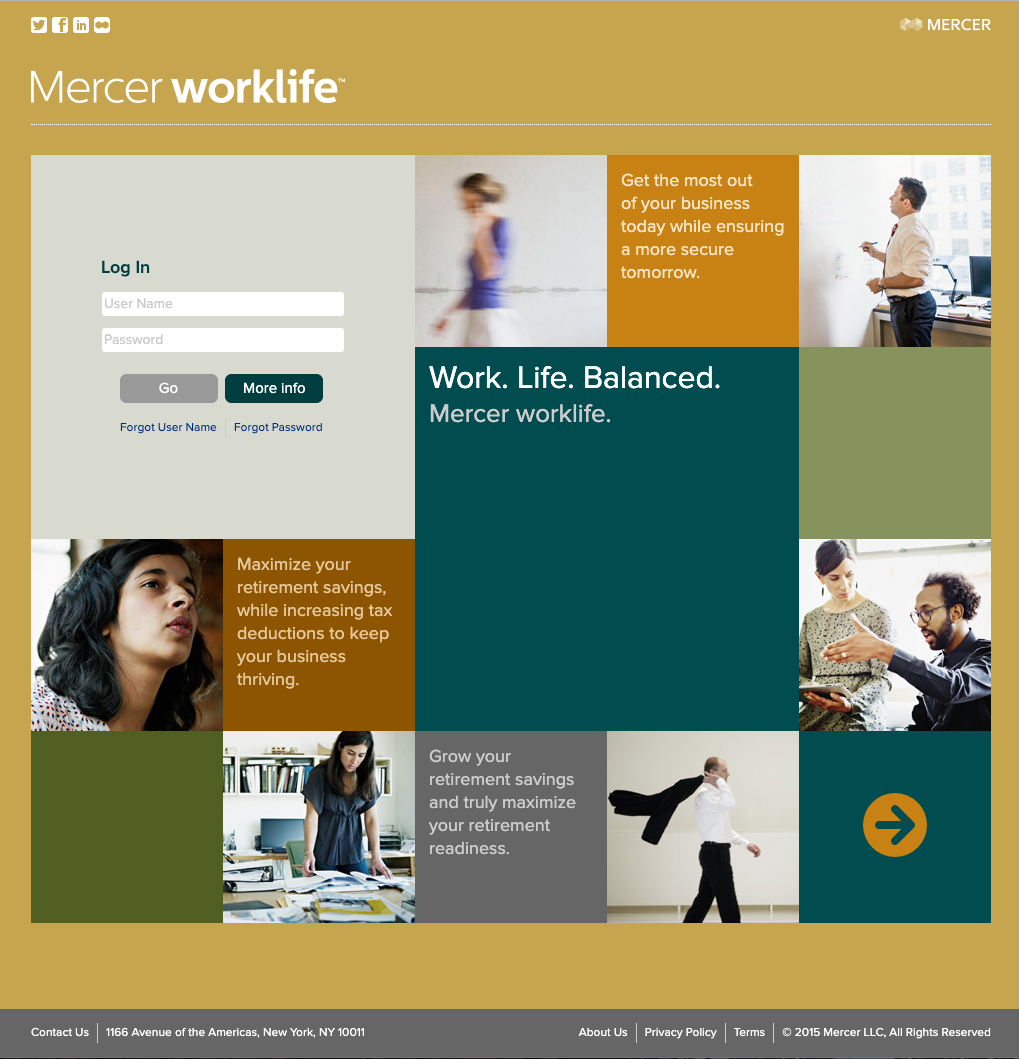 MERCER
Mercer worklife™
Log In
User Name
Password
Go
More info
Forgot User Name
Forgot Password
Get the most out
of your business
today while ensuring
a more secure
tomorrow.
Work. Life. Balanced.
Mercer worklife.
Maximize your
retirement savings,
while increasing tax
deductions to keep
your business
thriving.
Grow your
retirement savings
and truly maximize
your retirement
readiness.
Contact Us
1166 Avenue of the Americas, New York, NY 10011
About Us
Privacy Policy
Terms
© 2015 Mercer LLC, All Rights Reserved